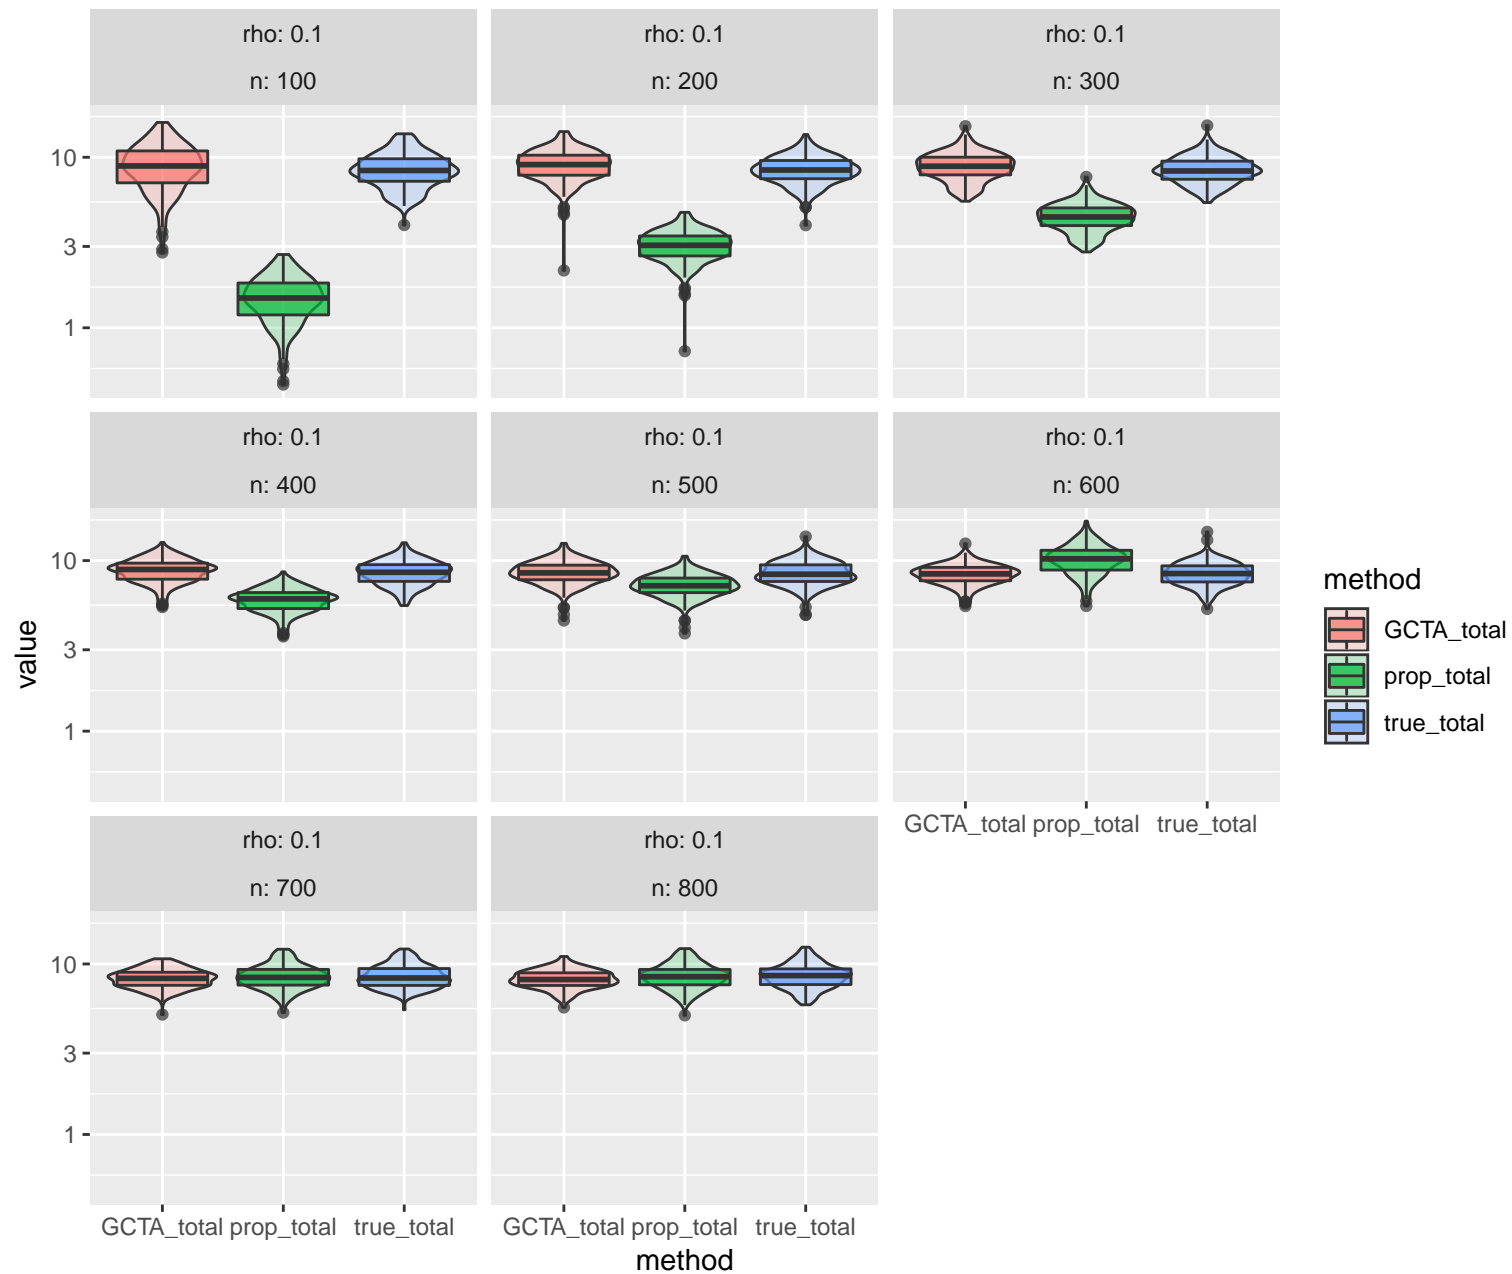 rho: 0.1
n: 100
rho: 0.1
n: 200
rho: 0.1
n: 300
10
3
1
rho: 0.1
n: 400
rho: 0.1
n: 500
rho: 0.1
n: 600
10
3
1
GCTA_total prop_total true_total
rho: 0.1
n: 700
rho: 0.1
n: 800
10
3
1
GCTA_total prop_total true_total
GCTA_total prop_total true_total
method
value
method
GCTA_total
prop_total
true_total